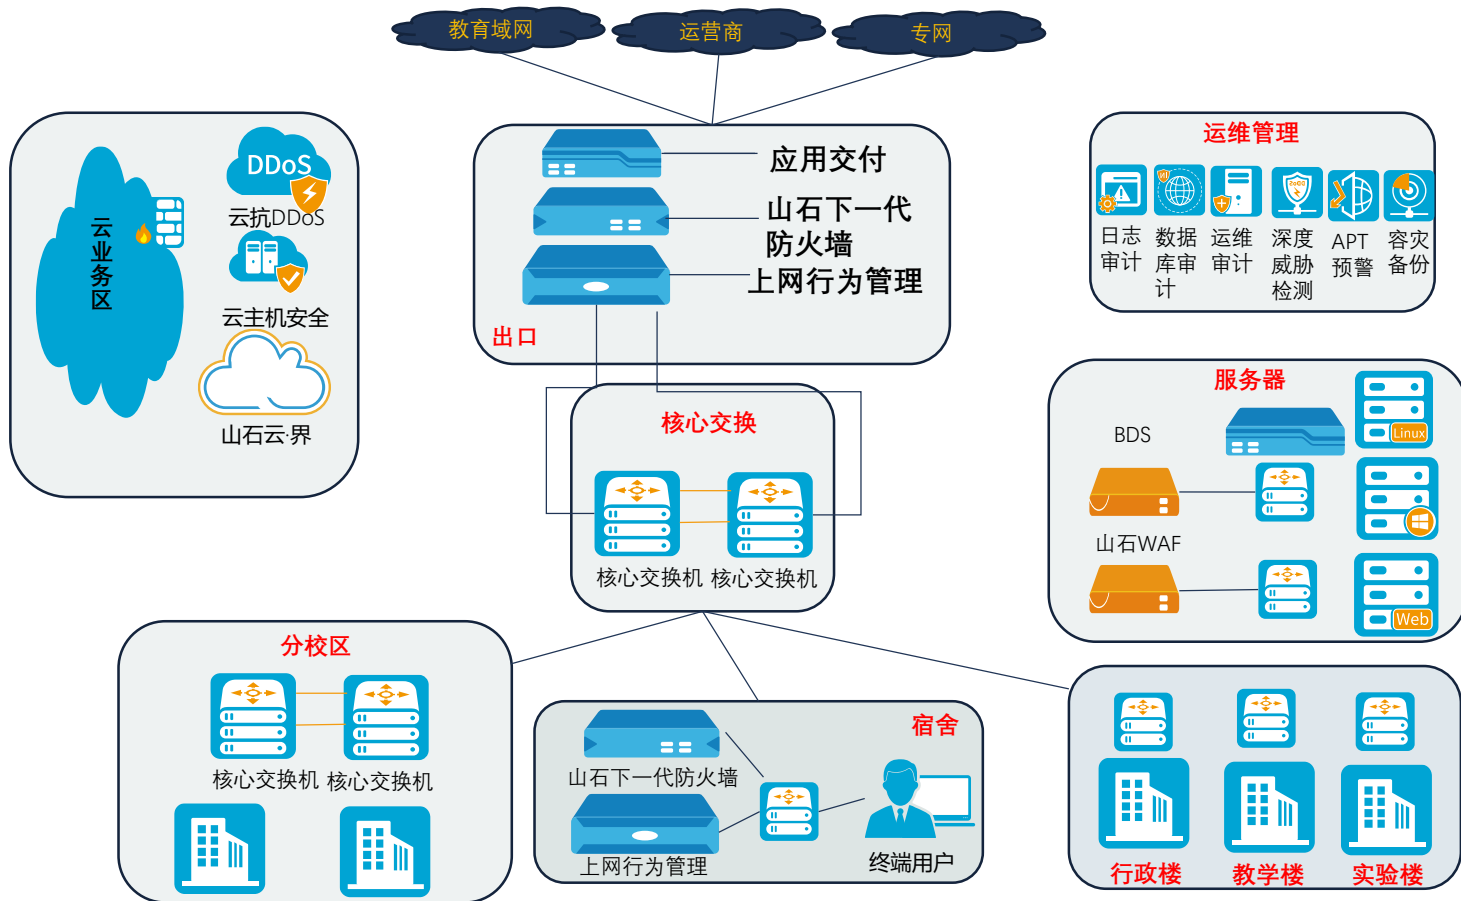 教育城网
运营商
专网
云业务区
DDoS
云抗DDoS
云主机安全
山石云·界
应用交付
山石下一代
防火墙
上网行为管理
出口
运维管理
日志
审计
数据
库审
计
运维
审计
DDoS
深度
威胁
检测
APT
预警
容灾
备份
核心交换
核心交换机
核心交换机
服务器
BDS
Linux
山石WAF
Web
分校区
核心交换机
核心交换机
宿舍
山石下一代防火墙
上网行为管理
终端用户
行政楼
教学楼
实验楼